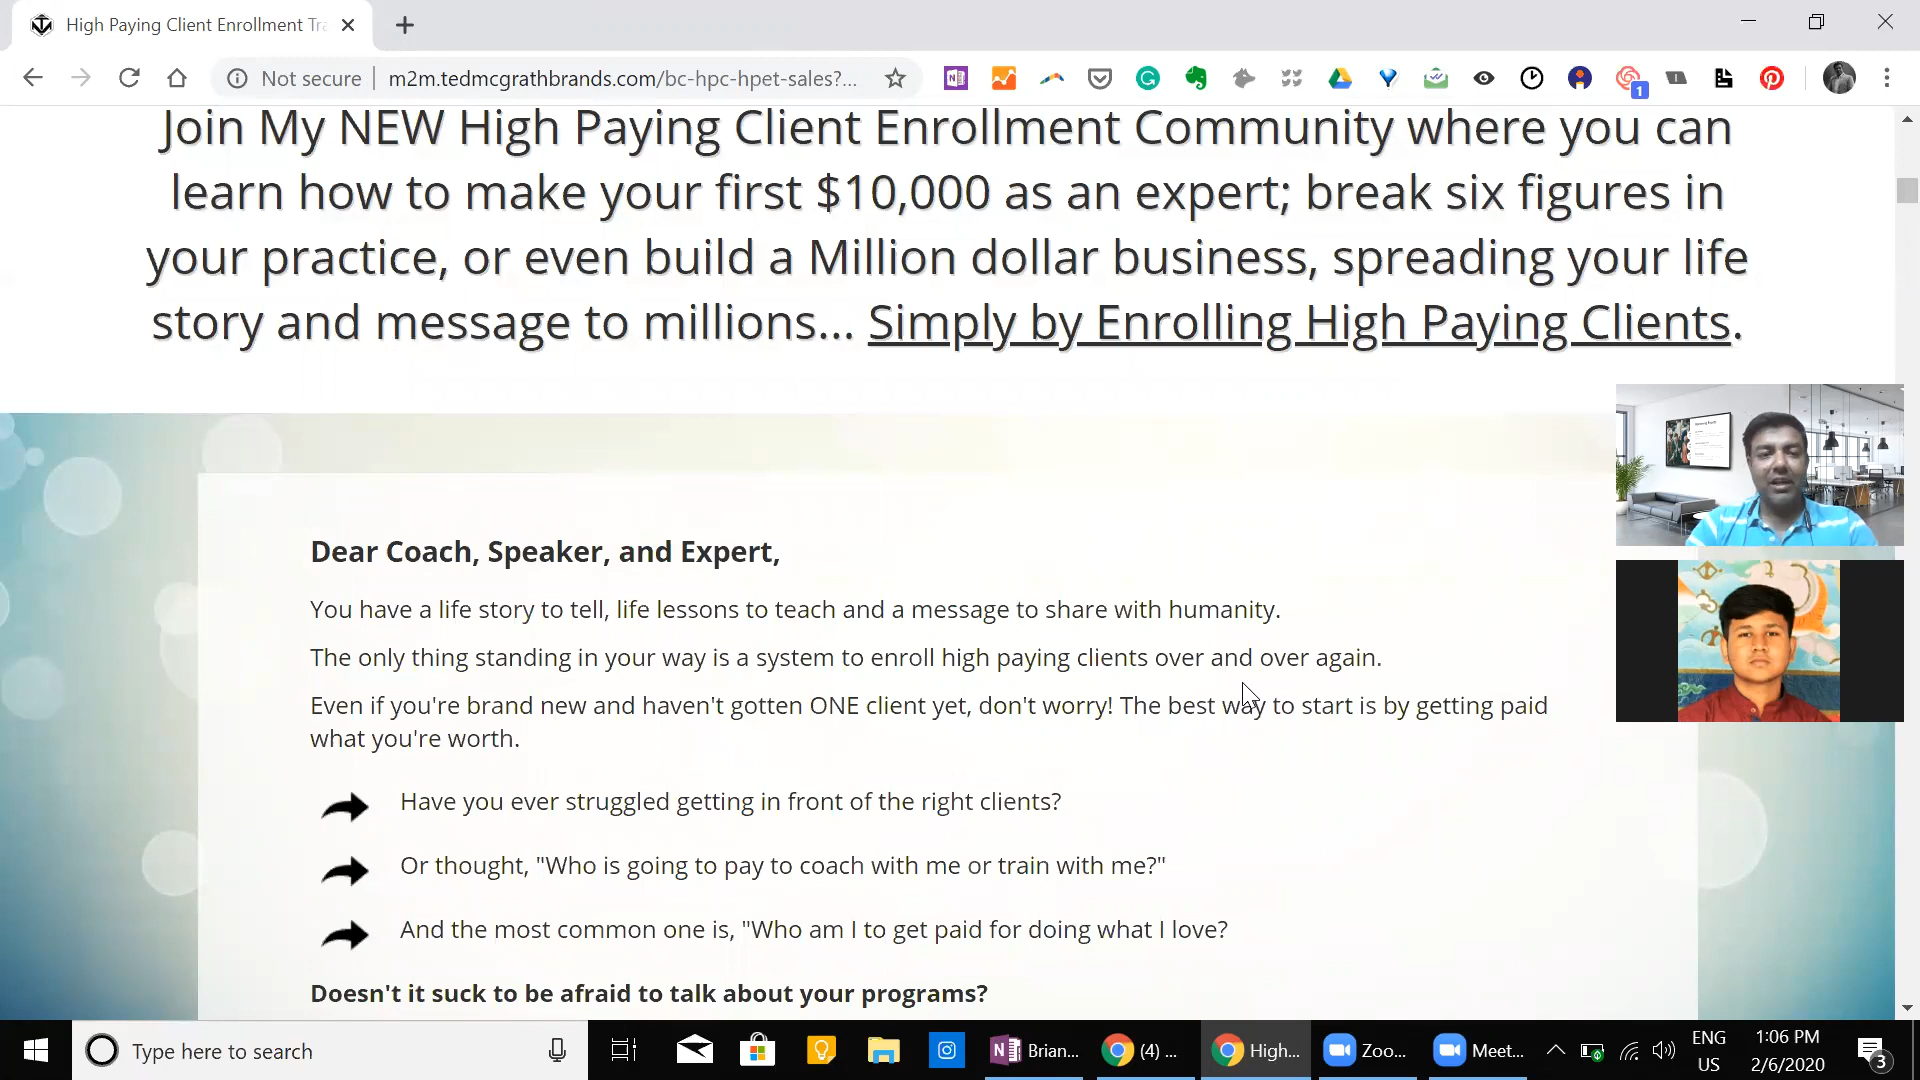 High Paying Client Enrollment Tra
Not secure
m2m.tedmcgrathbrands.com/bc-hpc-hpet-sales?...
1
Join My NEW High Paying Client Enrollment Community where you can
learn how to make your first $10,000 as an expert; break six figures in
your practice, or even build a Million dollar business, spreading your life
story and message to millions... Simply by Enrolling High Paying Clients.
Dear Coach, Speaker, and Expert,
You have a life story to tell, life lessons to teach and a message to share with humanity.
The only thing standing in your way is a system to enroll high paying clients over and over again.
Even if you're brand new and haven't gotten ONE client yet, don't worry! The best way to start is by getting paid
what you're worth.
Have you ever struggled getting in front of the right clients?
Or thought, "Who is going to pay to coach with me or train with me?"
And the most common one is, "Who am I to get paid for doing what I love?
Doesn't it suck to be afraid to talk about your programs?
Type here to search
Brian...
(4) ...
High...
Zoo...
Meet...
ENG
US
1:06 PM
2/6/2020
3